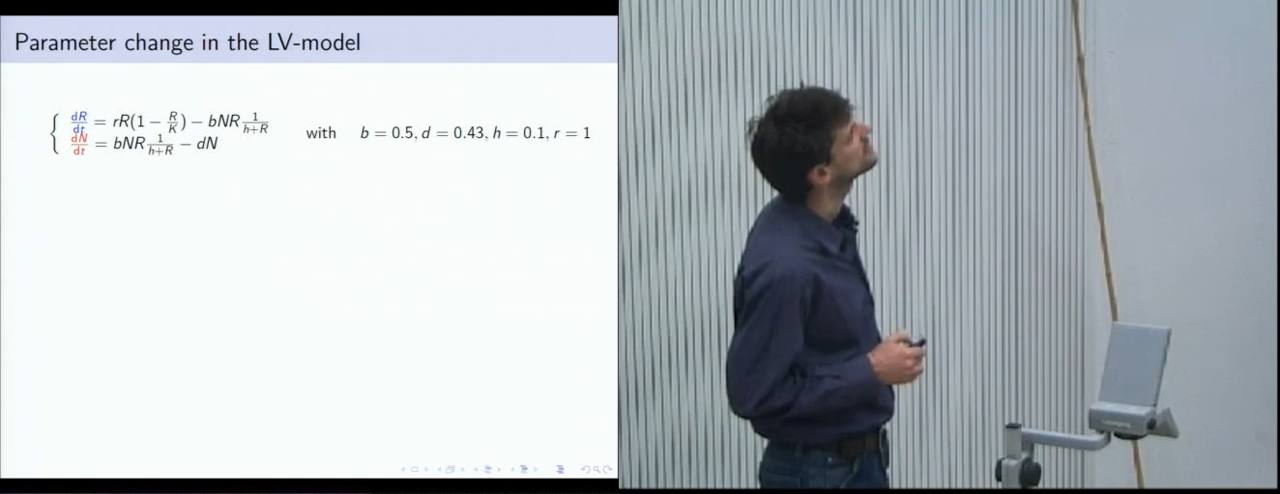 Parameter change in the LV-model
dR/dt = rR(1 − R/K) − bNR 1/(h+R)
dN/dt = bNR 1/(h+R) − dN
with b = 0.5, d = 0.43, h = 0.1, r = 1